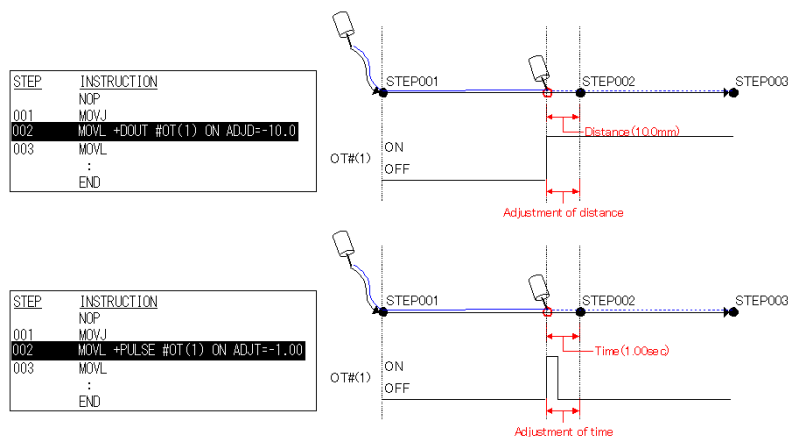 STEP INSTRUCTION
NOP
001 MOVJ
002 MOVL +DOUT #OT(1) ON ADJD=-10.0
003 MOVL
:
END
STEP001
STEP002
STEP003
Distance(10.0mm)
OT#(1)
ON
OFF
Adjustment of distance
STEP INSTRUCTION
NOP
001 MOVJ
002 MOVL +PULSE #OT(1) ON ADJT=-1.00
003 MOVL
:
END
STEP001
STEP002
STEP003
Time(1.00sec)
OT#(1)
ON
OFF
Adjustment of time